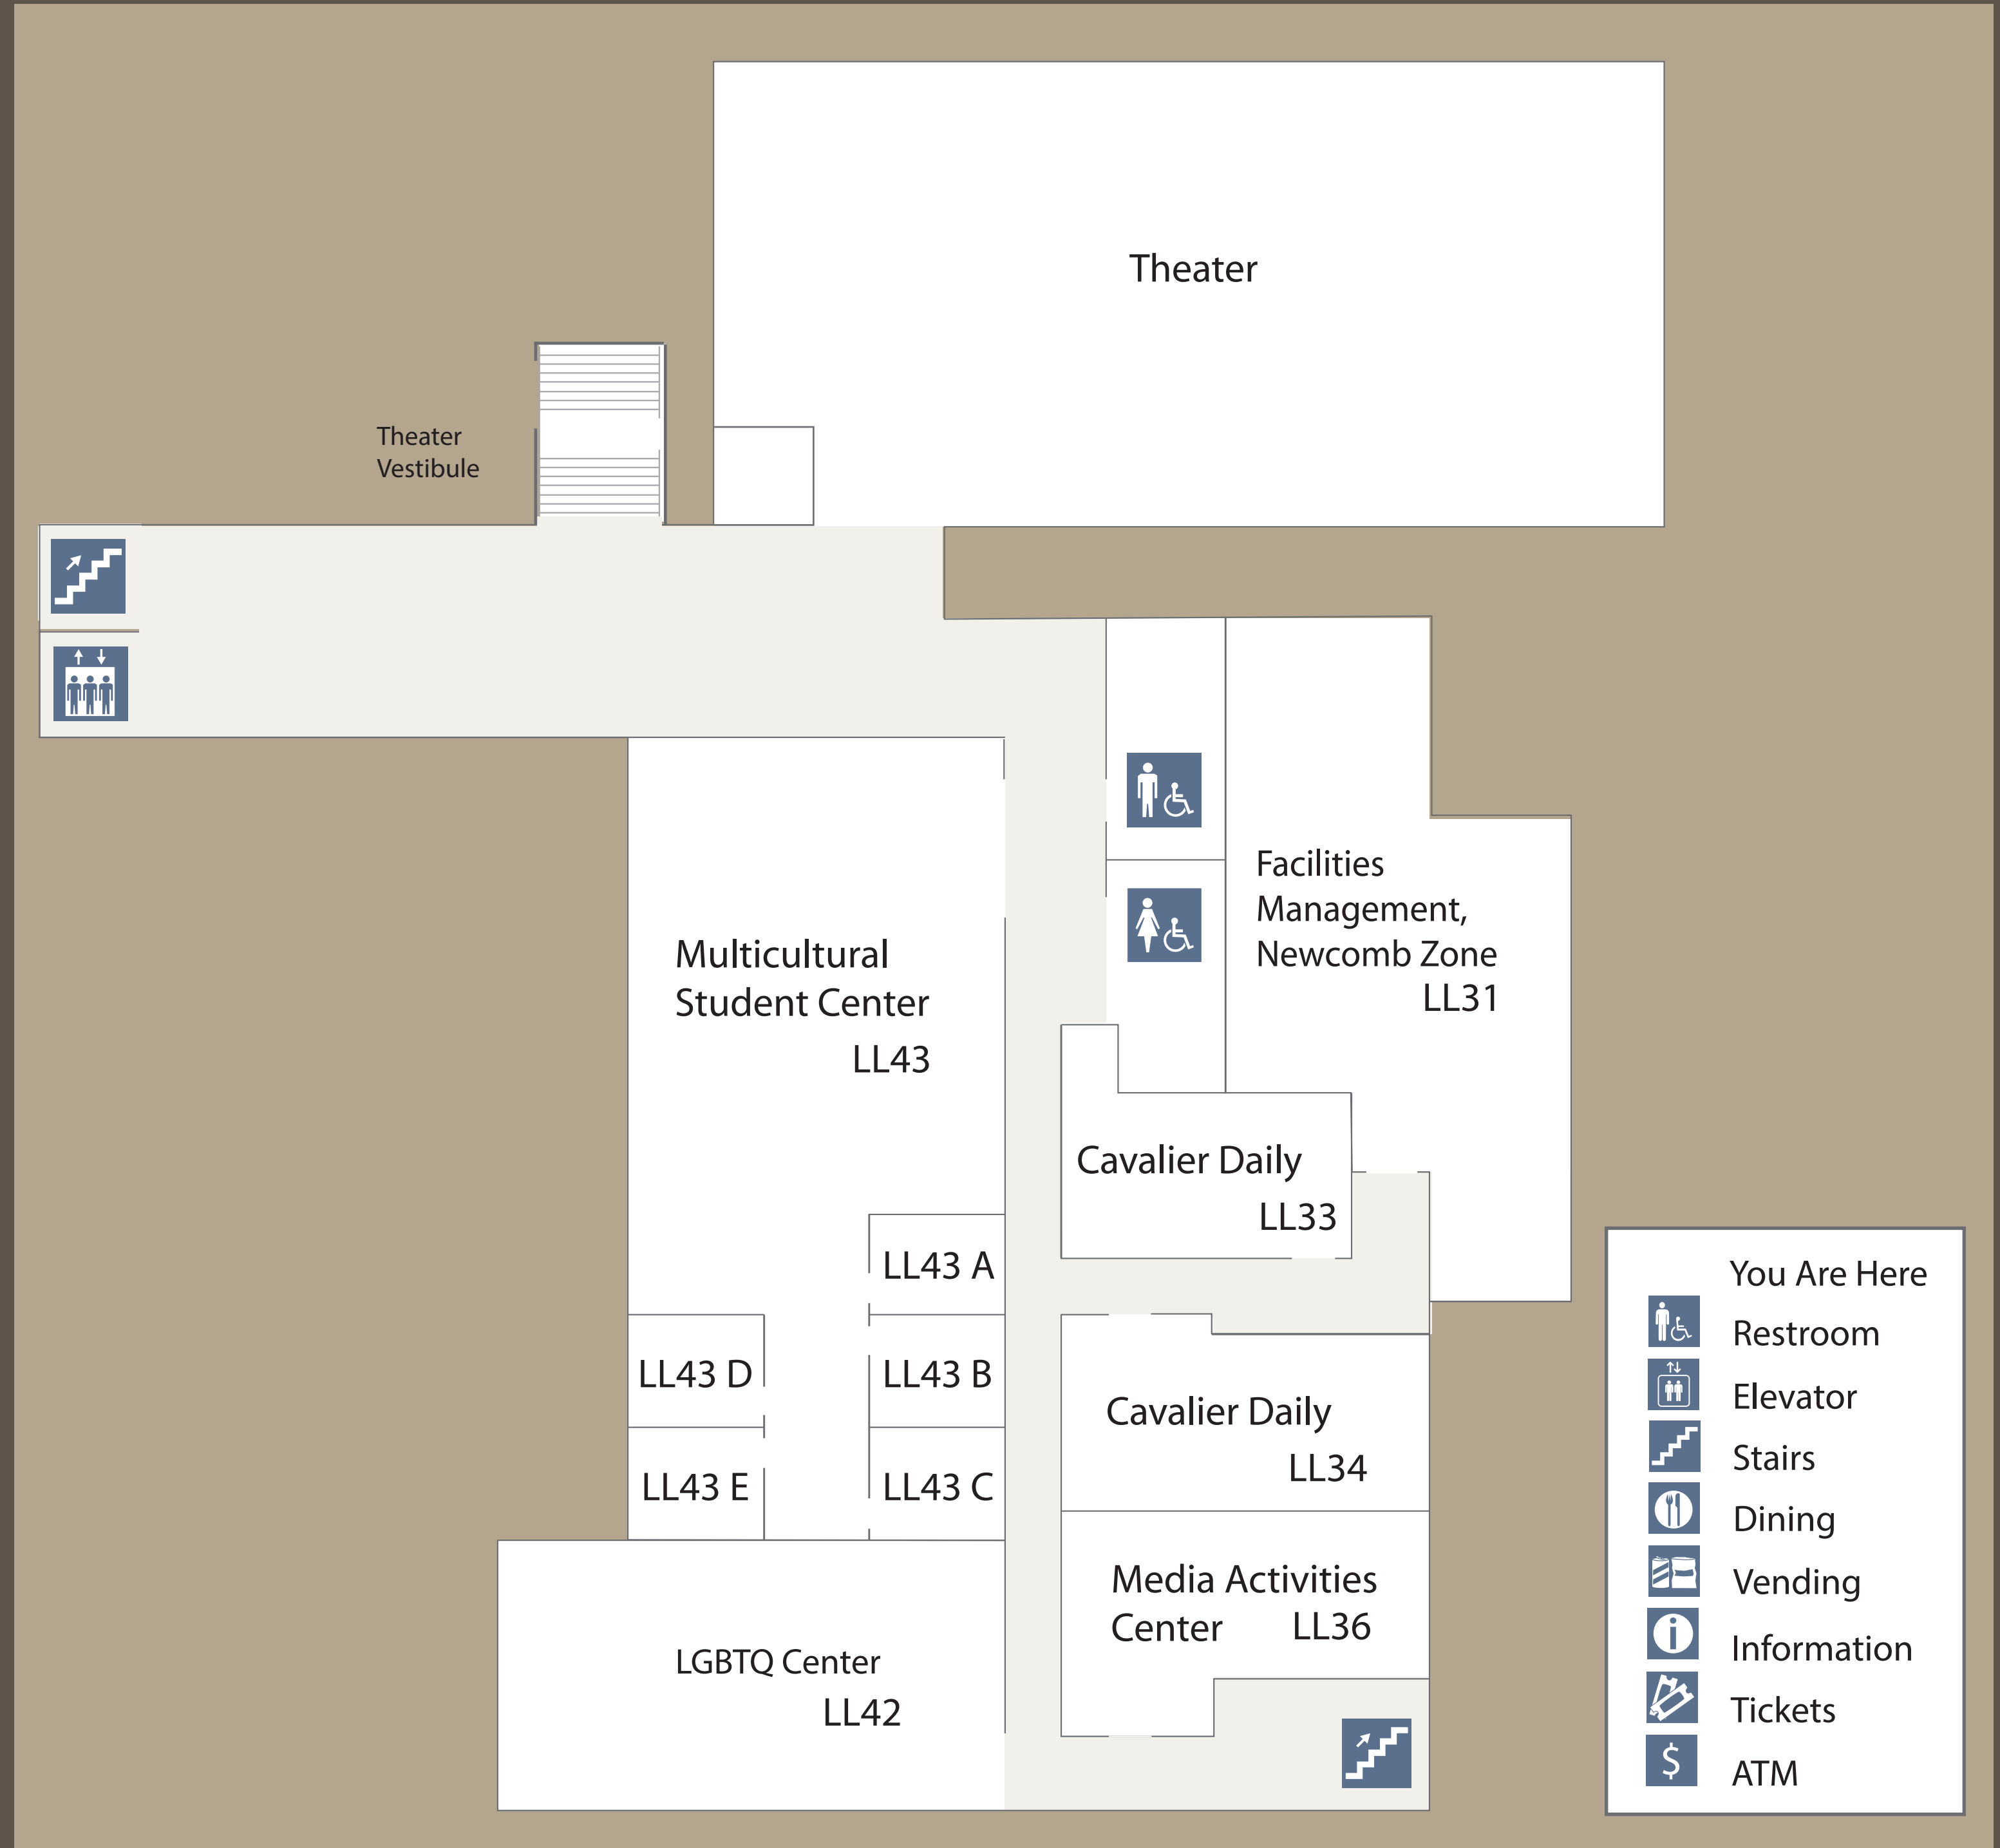 Theater
Theater
Vestibule
Facilities
Management,
Newcomb Zone
LL31
Multicultural
Student Center
LL43
Cavalier Daily
LL33
LL43 A
LL43 D
LL43 B
LL43 E
LL43 C
Cavalier Daily
LL34
Media Activities
Center LL36
LGBTQ Center
LL42
You Are Here
Restroom
Elevator
Stairs
Dining
Vending
Information
Tickets
$ ATM